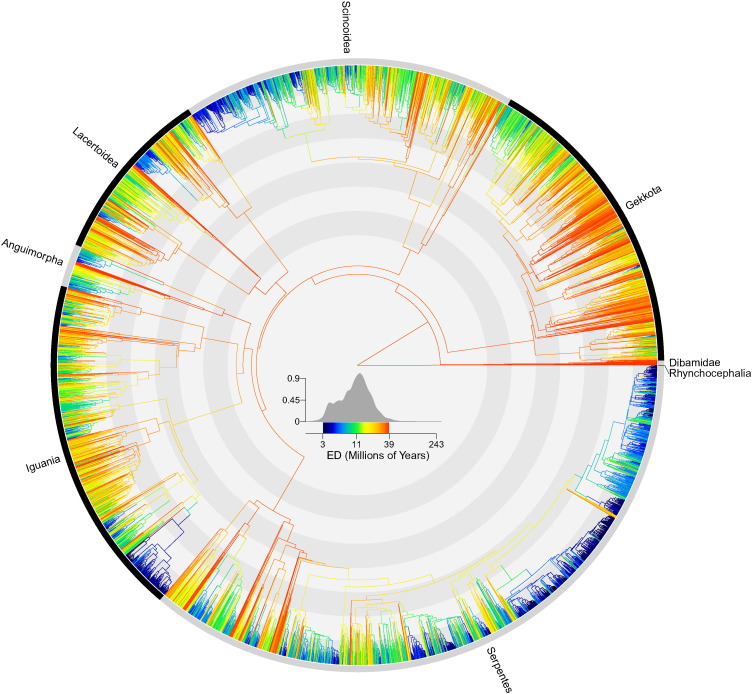 Scincoidea
Lacertoidea
Gekkota
Anguimorpha
Dibamidae
Rhynchocephalia
0.9
0.45
0
3 11 39 243
ED (Millions of Years)
Iguania
Serpentes